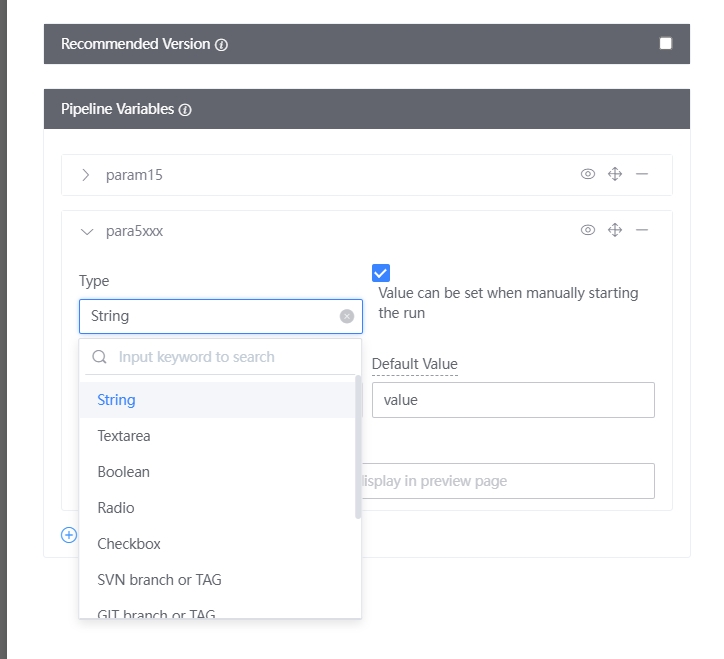 Recommended Version
Pipeline Variables
param15
para5xxx
Type
Value can be set when manually starting
the run
String
Input keyword to search
Default Value
String
value
Textarea
Boolean
display in preview page
Radio
Checkbox
SVN branch or TAG
GIT branch or TAG